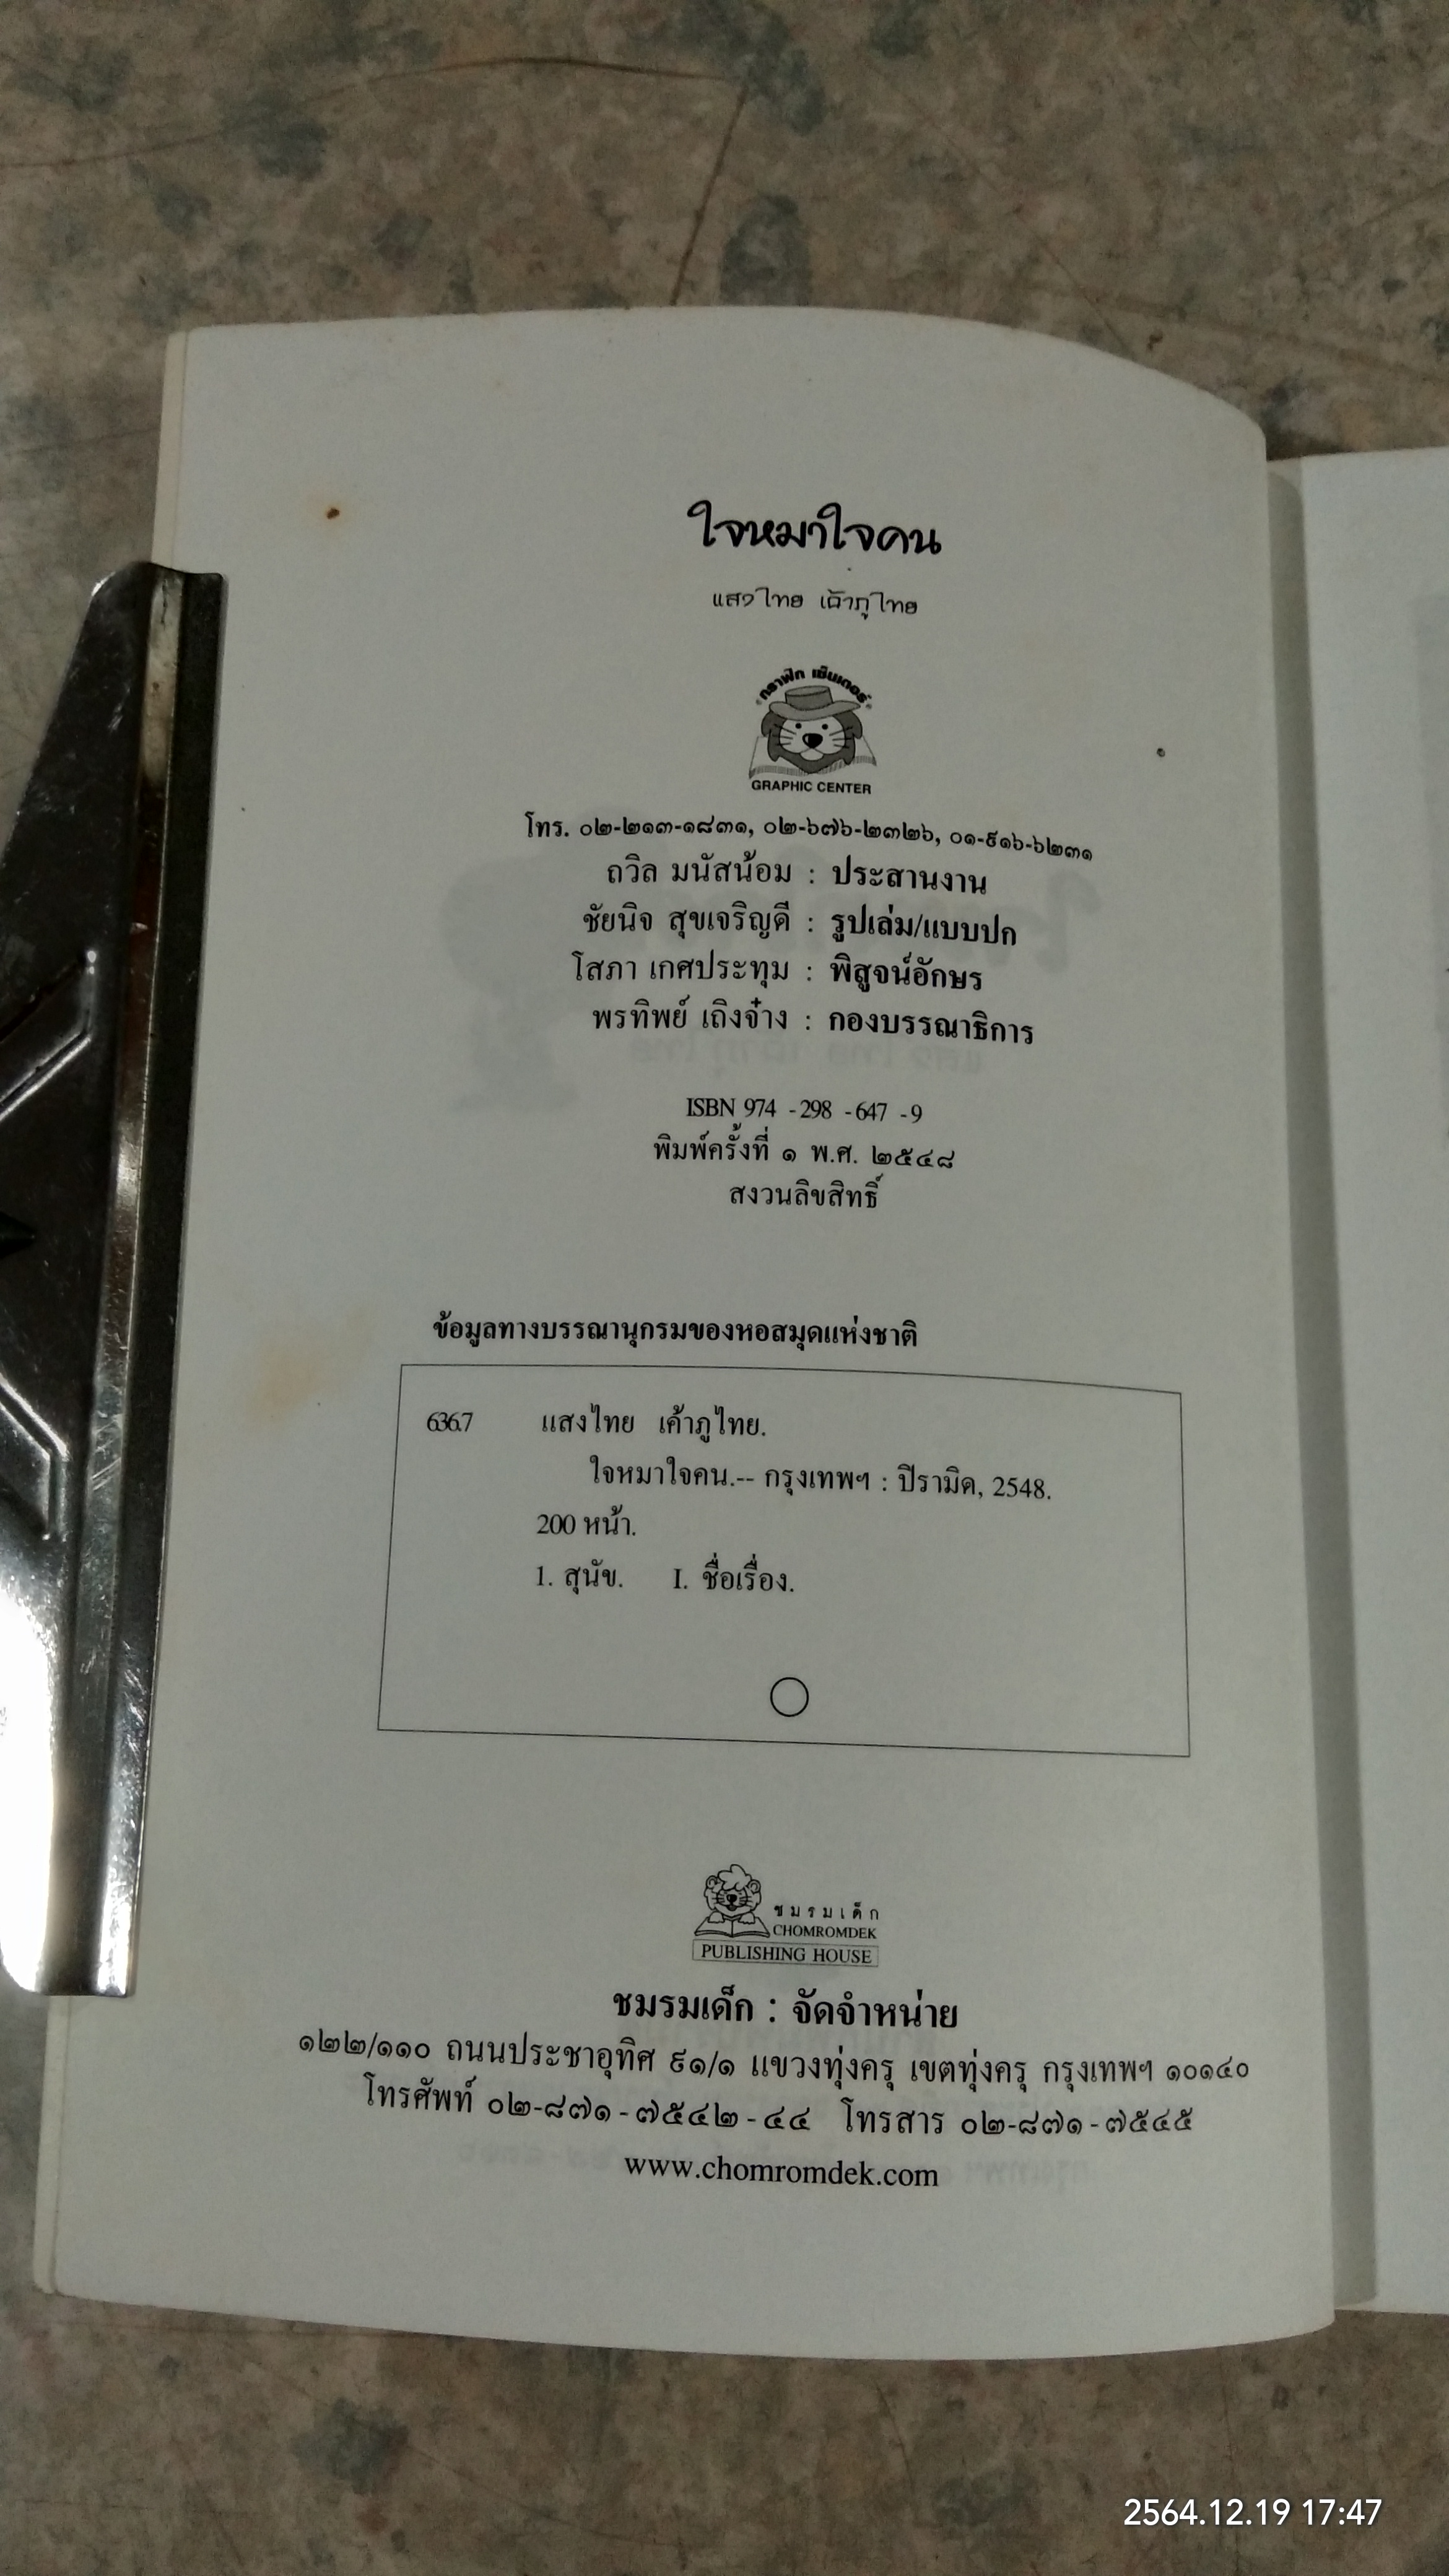 ใจหมาใจคน
แสงไทย เค้าภูไทย
กราฟิก เซ็นเตอร์
GRAPHIC CENTER
โทร. ๐๒-๒๑๓-๑๘๓๑, ๐๒-๖๗๖-๒๓๒๖, ๐๑-๙๑๖-๖๒๓๑
ถวิล มนัสน้อม : ประสานงาน
ชัยนิจ สุขเจริญดี : รูปเล่ม/แบบปก
โสภา เกศประทุม : พิสูจน์อักษร
พรทิพย์ เถิงจ๋าง : กองบรรณาธิการ
ISBN 974 - 298 - 647 - 9
พิมพ์ครั้งที่ ๑ พ.ศ. ๒๕๔๘
สงวนลิขสิทธิ์
ข้อมูลทางบรรณานุกรมของหอสมุดแห่งชาติ
636.7 แสงไทย เค้าภูไทย.
ใจหมาใจคน.-- กรุงเทพฯ : ปิรามิด, 2548.
200 หน้า.
1. สุนัข. I. ชื่อเรื่อง.
ชมรมเด็ก
CHOMROMDEK
PUBLISHING HOUSE
ชมรมเด็ก : จัดจำหน่าย
๑๒๒/๑๑๐ ถนนประชาอุทิศ ๙๑/๑ แขวงทุ่งครุ เขตทุ่งครุ กรุงเทพฯ ๑๐๑๔๐
โทรศัพท์ ๐๒-๘๗๑-๗๕๔๒-๔๔ โทรสาร ๐๒-๘๗๑-๗๕๔๕
www.chomromdek.com
2564.12.19 17:47